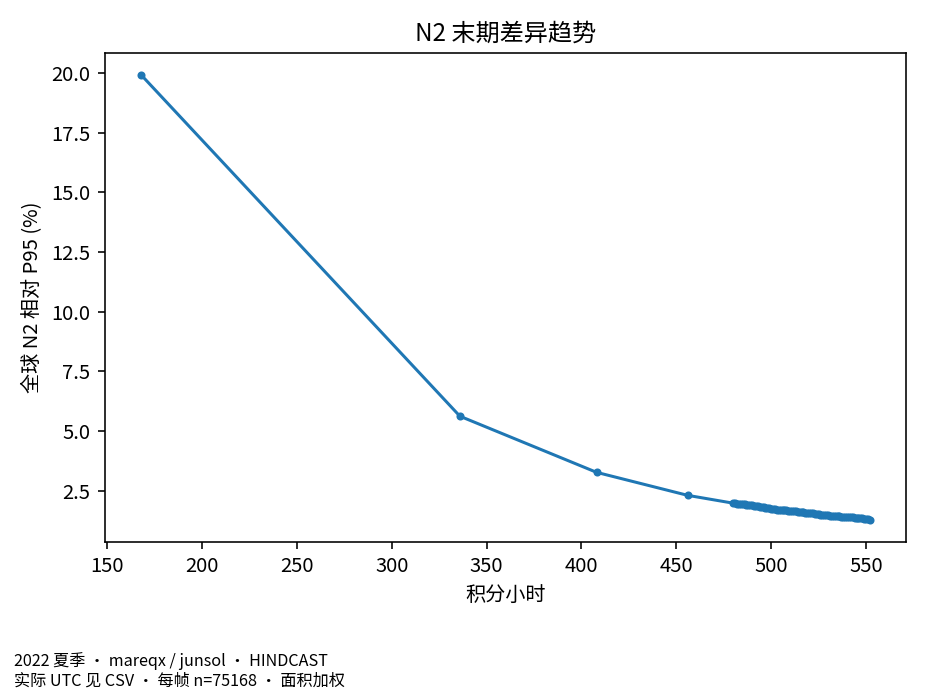 N2 末期差异趋势
全球 N2 相对 P95 (%)
20.0
17.5
15.0
12.5
10.0
7.5
5.0
2.5
150 200 250 300 350 400 450 500 550
积分小时
2022 夏季 · mareqx / junsol · HINDCAST
实际 UTC 见 CSV · 每帧 n=75168 · 面积加权